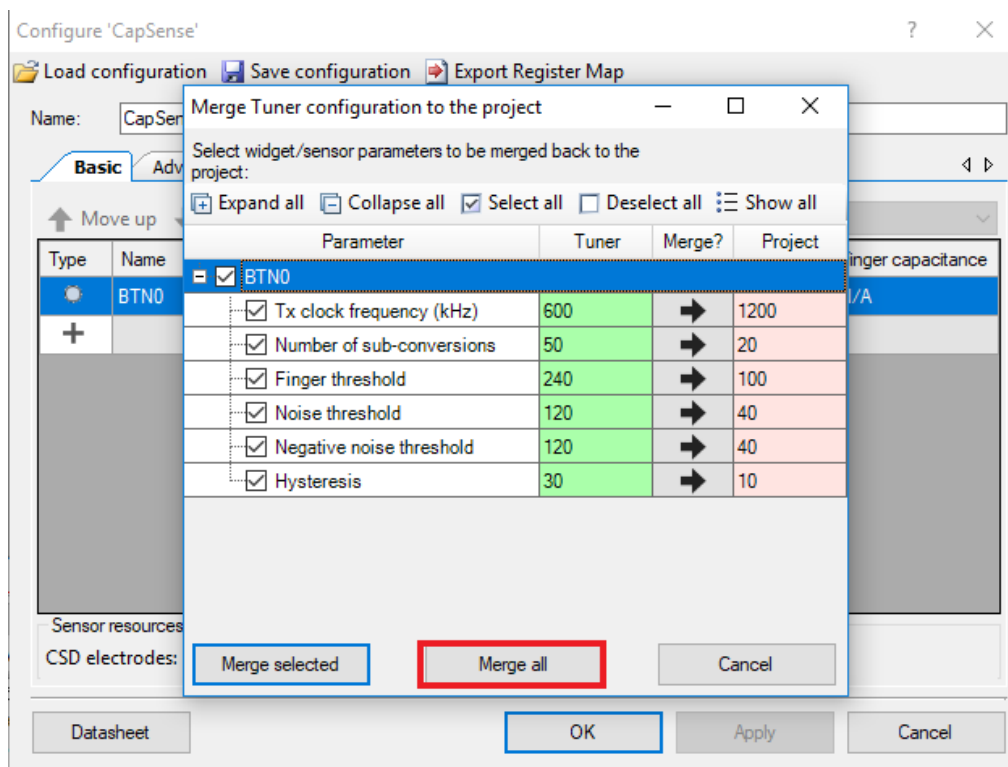 Configure 'CapSense'
?
Load configuration Save configuration Export Register Map
Name: CapSen
Merge Tuner configuration to the project
Basic Adv
Select widget/sensor parameters to be merged back to the
project:
Move up
Expand all Collapse all Select all Deselect all Show all
Type Name
Parameter Tuner Merge? Project
Finger capacitance
BTN0
BTN0
N/A
Tx clock frequency (kHz) 600 1200
Number of sub-conversions 50 20
Finger threshold 240 100
Noise threshold 120 40
Negative noise threshold 120 40
Hysteresis 30 10
Sensor resources
CSD electrodes:
Merge selected Merge all Cancel
Datasheet OK Apply Cancel